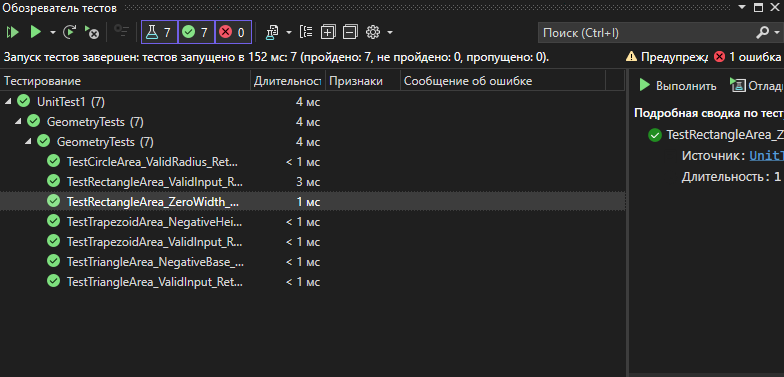 Обозреватель тестов
7 7 0 Поиск (Ctrl+I)
Запуск тестов завершен: тестов запущено в 152 мс: 7 (пройдено: 7, не пройдено: 0, пропущено: 0). Предупрежд 1 ошибка
Тестирование Длительност Признаки Сообщение об ошибке
UnitTest1 (7) 4 мс
GeometryTests (7) 4 мс
GeometryTests (7) 4 мс
TestCircleArea_ValidRadius_Ret... < 1 мс
TestRectangleArea_ValidInput_R... 3 мс
TestRectangleArea_ZeroWidth_... 1 мс
TestTrapezoidArea_NegativeHei... < 1 мс
TestTrapezoidArea_ValidInput_R... < 1 мс
TestTriangleArea_NegativeBase_... < 1 мс
TestTriangleArea_ValidInput_Ret... < 1 мс
Выполнить Отлад
Подробная сводка по тест
TestRectangleArea_Z
Источник: UnitT
Длительность: 1